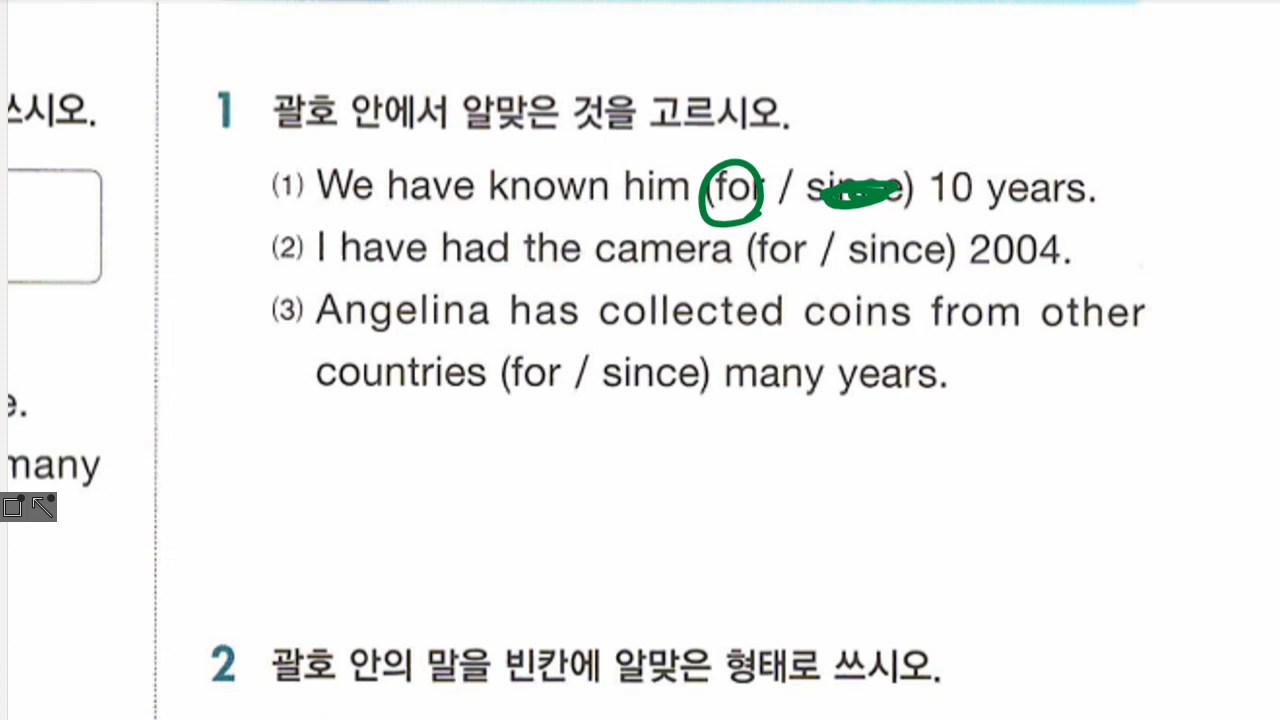 쓰시오.
e.
many
1 괄호 안에서 알맞은 것을 고르시오.
(1) We have known him (for / since) 10 years.
(2) I have had the camera (for / since) 2004.
(3) Angelina has collected coins from other
countries (for / since) many years.
2 괄호 안의 말을 빈칸에 알맞은 형태로 쓰시오.